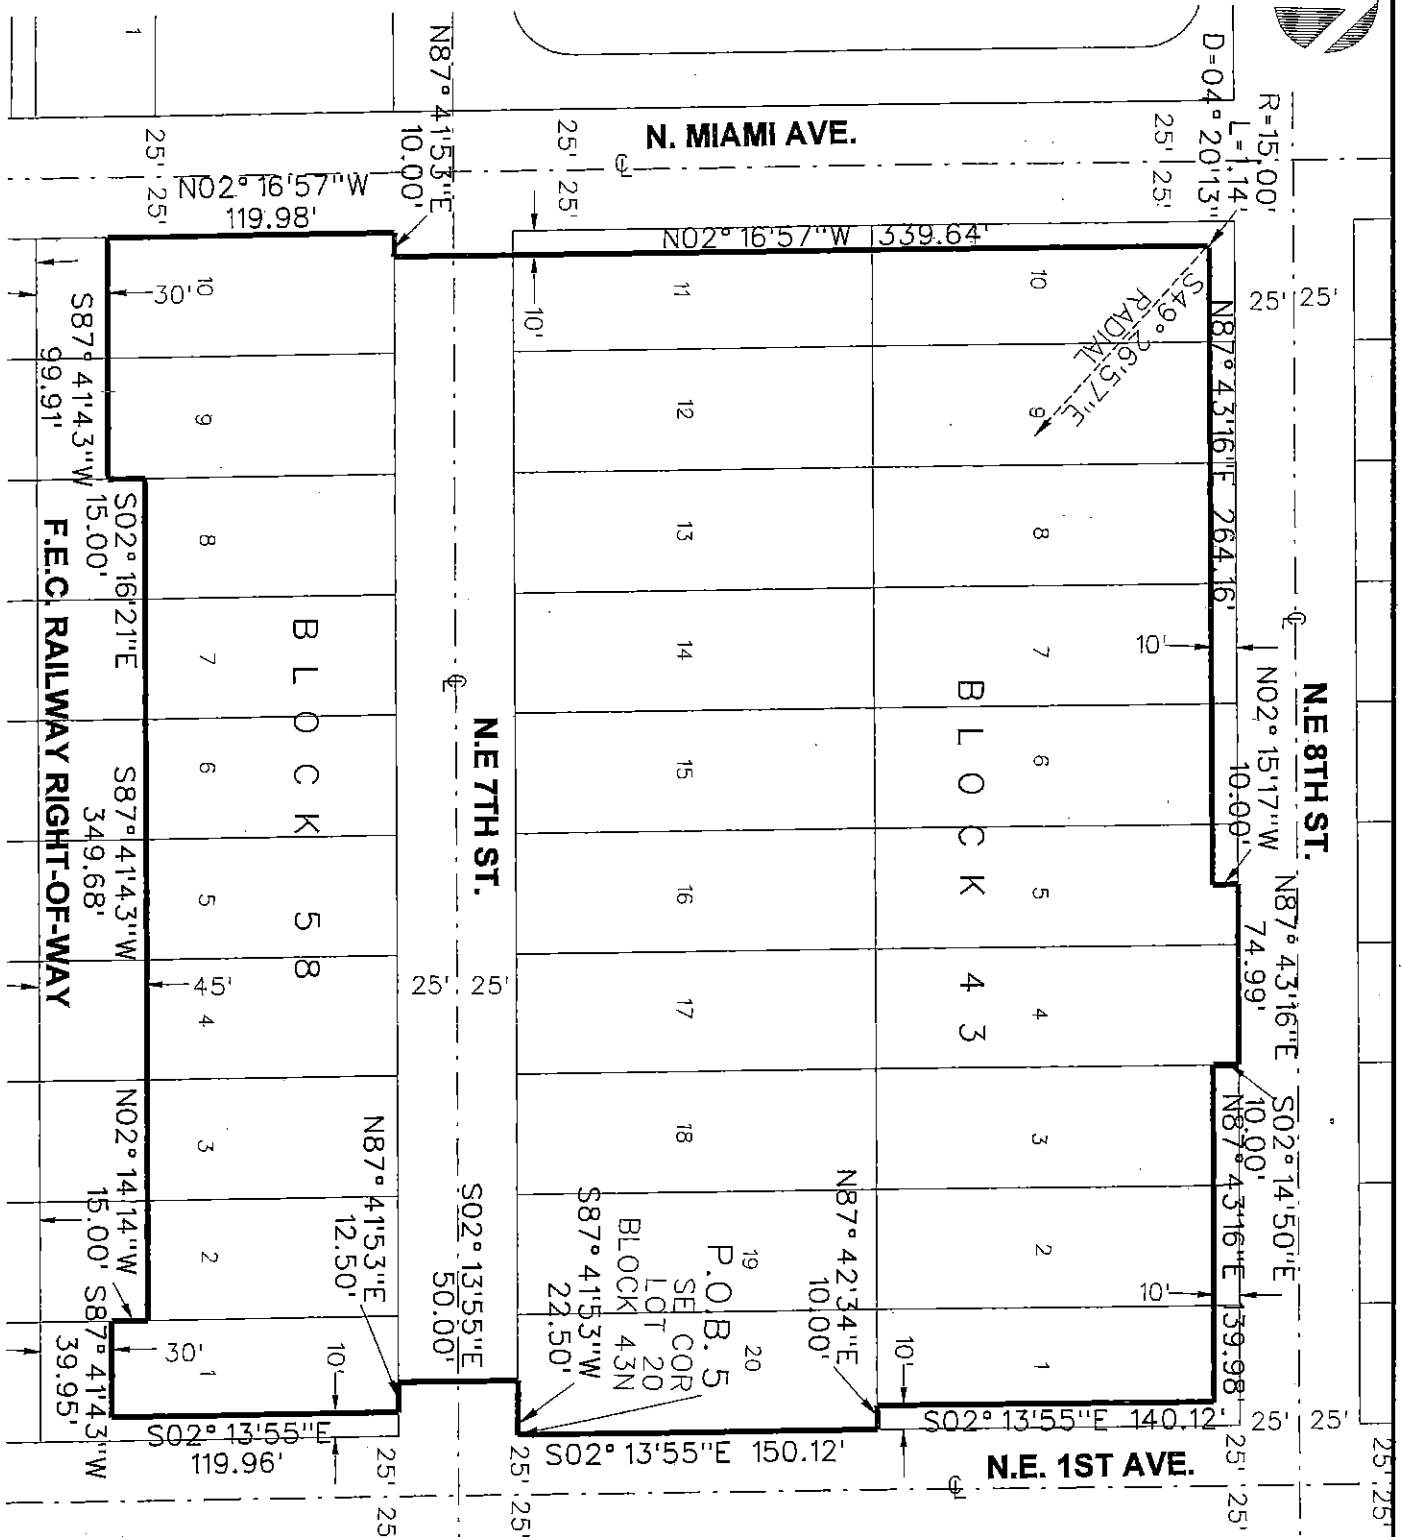 R=15.00'
L=1.14'
D=04°20'13"
N87°41'53"E
10.00'
1
25'
25'
25'
25'
N. MIAMI AVE.
25'
25'
℄
N02°16'57"W
119.98'
N02°16'57"W 339.64'
10'
S49°26'57"E
RADIAL
25' 25'
N87°43'16"E 264.16'
10'
℄
N.E 8TH ST.
N02°15'17"W
10.00'
N87°43'16"E
74.99'
S02°14'50"E
10.00'
N87°43'16"E 139.98'
10'
25' 25'
25' 25'
10
9
8
7
6
5
4
3
2
1
BLOCK 43
11
12
13
14
15
16
17
18
19
20
P.O.B. 5
SE COR
LOT 20
BLOCK 43N
S87°41'53"W
22.50'
N87°42'34"E
10.00'
10'
S02°13'55"E 140.12'
S02°13'55"E 150.12'
N.E. 1ST AVE.
℄
25'
25'
N.E 7TH ST.
℄
25' 25'
S02°13'55"E
50.00'
N87°41'53"E
12.50'
25'
25'
25'
25
10
9
8
7
6
5
4
3
2
1
BLOCK 58
30'
S87°41'43"W
99.91'
S02°16'21"E
15.00'
S87°41'43"W
349.68'
45'
N02°14'14"W
15.00'
30'
S87°41'43"W
39.95'
10'
S02°13'55"E
119.96'
F.E.C. RAILWAY RIGHT-OF-WAY